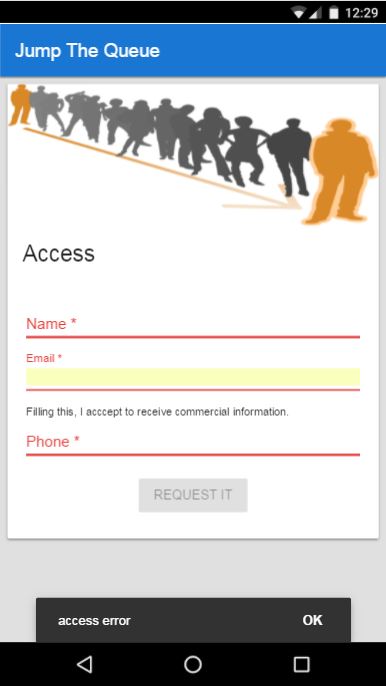 12:29
Jump The Queue
Access
Name *
Email *
Filling this, I acccept to receive commercial information.
Phone *
REQUEST IT
access error OK